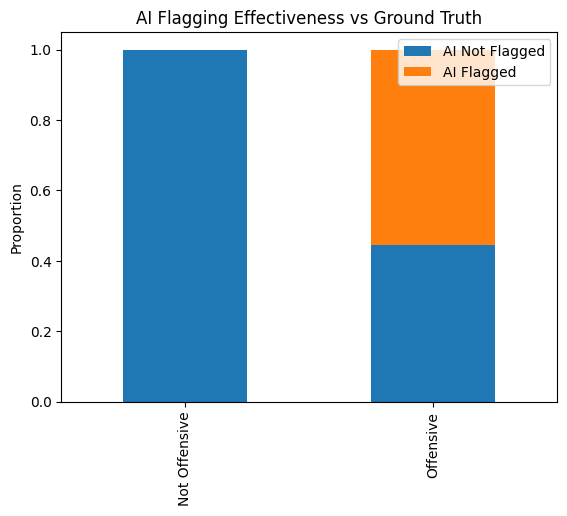 AI Flagging Effectiveness vs Ground Truth
AI Not Flagged
AI Flagged
Proportion
1.0
0.8
0.6
0.4
0.2
0.0
Not Offensive
Offensive